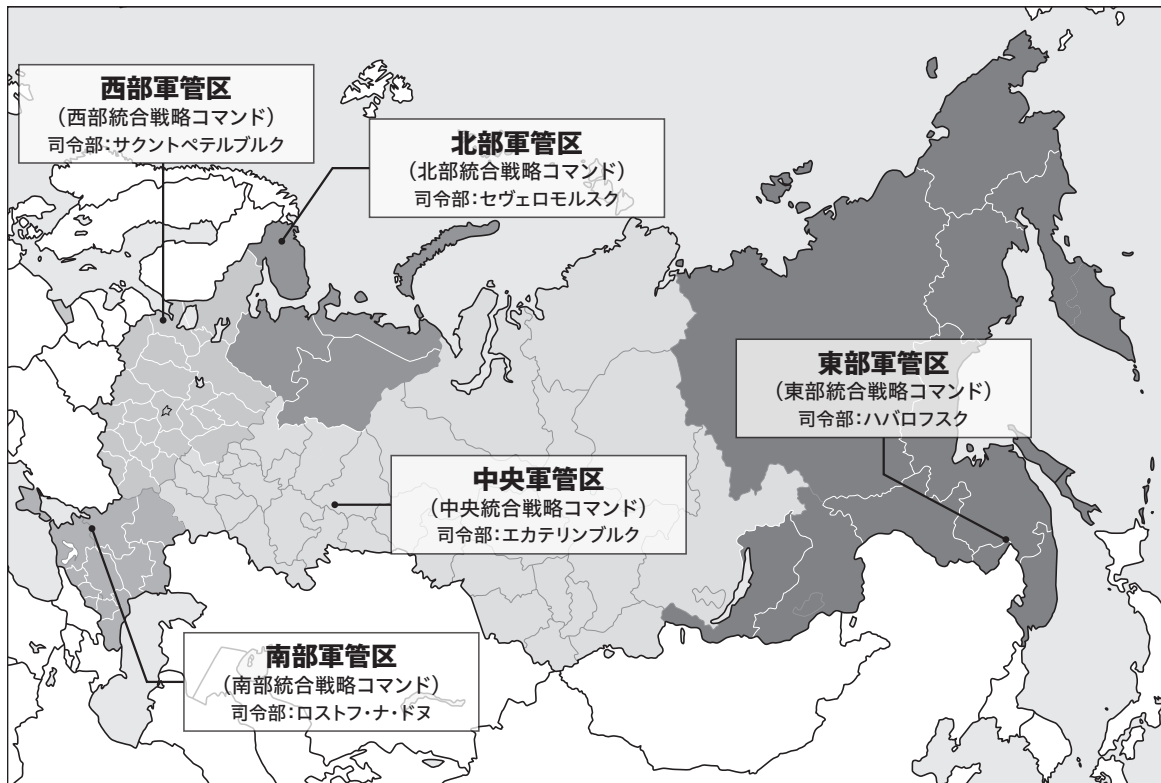 西部軍管区
(西部統合戦略コマンド)
司令部:サクントペテルブルク
北部軍管区
(北部統合戦略コマンド)
司令部:セヴェロモルスク
東部軍管区
(東部統合戦略コマンド)
司令部:ハバロフスク
中央軍管区
(中央統合戦略コマンド)
司令部:エカテリンブルク
南部軍管区
(南部統合戦略コマンド)
司令部:ロストフ・ナ・ドヌ